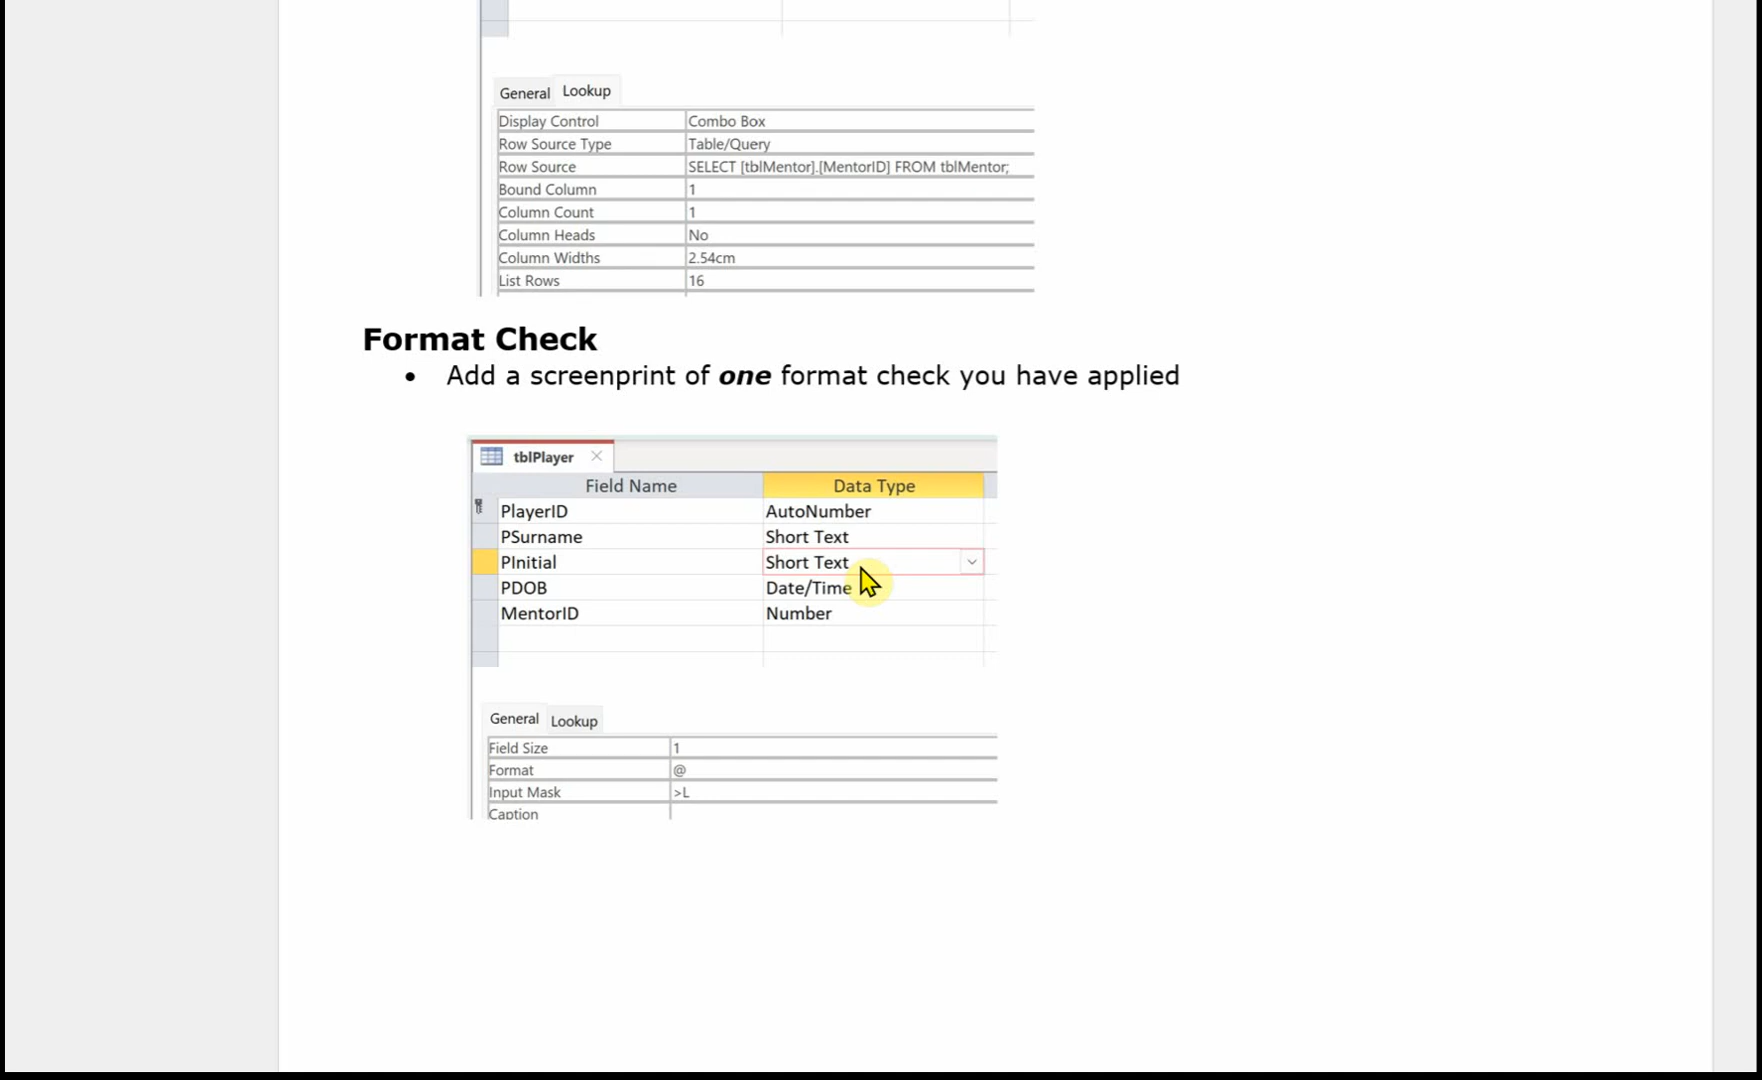 General Lookup
Display Control Combo Box
Row Source Type Table/Query
Row Source SELECT [tblMentor].[MentorID] FROM tblMentor;
Bound Column 1
Column Count 1
Column Heads No
Column Widths 2.54cm
List Rows 16
Format Check
• Add a screenprint of one format check you have applied
tblPlayer
Field Name Data Type
PlayerID AutoNumber
PSurname Short Text
PInitial Short Text
PDOB Date/Time
MentorID Number
General Lookup
Field Size 1
Format @
Input Mask >L
Caption